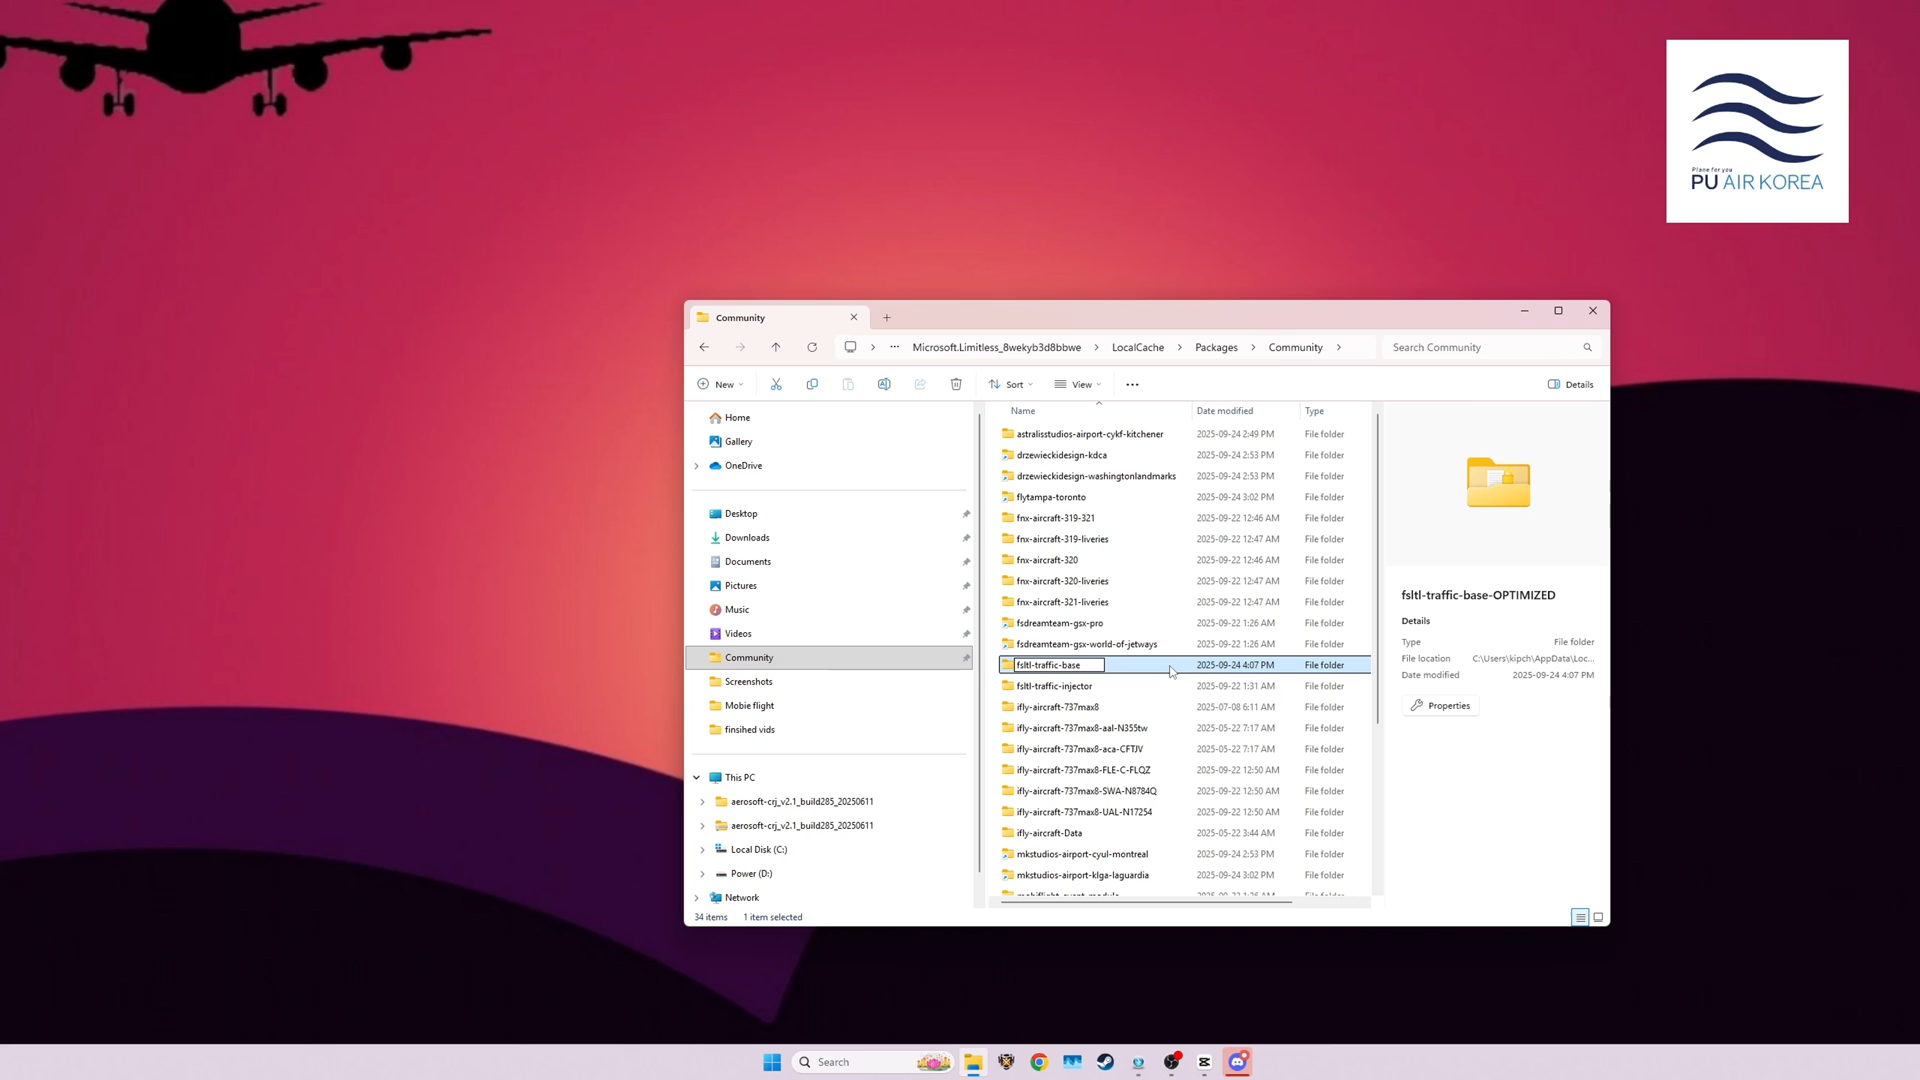 Plane for you
PU AIR KOREA
Community
Microsoft.Limitless_8wekyb3d8bbwe
LocalCache
Packages
Community
Search Community
New
Sort
View
Details
Home
Gallery
OneDrive
Desktop
Downloads
Documents
Pictures
Music
Videos
Community
Screenshots
Mobie flight
finsihed vids
This PC
aerosoft-crj_v2.1_build285_20250611
aerosoft-crj_v2.1_build285_20250611
Local Disk (C:)
Power (D:)
Network
Name Date modified Type
astralisstudios-airport-cykf-kitchener 2025-09-24 2:49 PM File folder
drzewieckidesign-kdca 2025-09-24 2:53 PM File folder
drzewieckidesign-washingtonlandmarks 2025-09-24 2:53 PM File folder
flytampa-toronto 2025-09-24 3:02 PM File folder
fnx-aircraft-319-321 2025-09-22 12:46 AM File folder
fnx-aircraft-319-liveries 2025-09-22 12:47 AM File folder
fnx-aircraft-320 2025-09-22 12:46 AM File folder
fnx-aircraft-320-liveries 2025-09-22 12:47 AM File folder
fnx-aircraft-321-liveries 2025-09-22 12:47 AM File folder
fsdreamteam-gsx-pro 2025-09-22 1:26 AM File folder
fsdreamteam-gsx-world-of-jetways 2025-09-22 1:26 AM File folder
fsltl-traffic-base 2025-09-24 4:07 PM File folder
fsltl-traffic-injector 2025-09-22 1:31 AM File folder
ifly-aircraft-737max8 2025-07-08 6:11 AM File folder
ifly-aircraft-737max8-aal-N355tw 2025-05-22 7:17 AM File folder
ifly-aircraft-737max8-aca-CFTJV 2025-05-22 7:17 AM File folder
ifly-aircraft-737max8-FLE-C-FLQZ 2025-09-22 12:50 AM File folder
ifly-aircraft-737max8-SWA-N8784Q 2025-09-22 12:50 AM File folder
ifly-aircraft-737max8-UAL-N17254 2025-09-22 12:50 AM File folder
ifly-aircraft-Data 2025-05-22 3:44 AM File folder
mkstudios-airport-cyul-montreal 2025-09-24 2:53 PM File folder
mkstudios-airport-klga-laguardia 2025-09-24 3:02 PM File folder
fsltl-traffic-base-OPTIMIZED
Details
Type File folder
File location C:\Users\kipch\AppData\Loc...
Date modified 2025-09-24 4:07 PM
Properties
34 items 1 item selected
Search